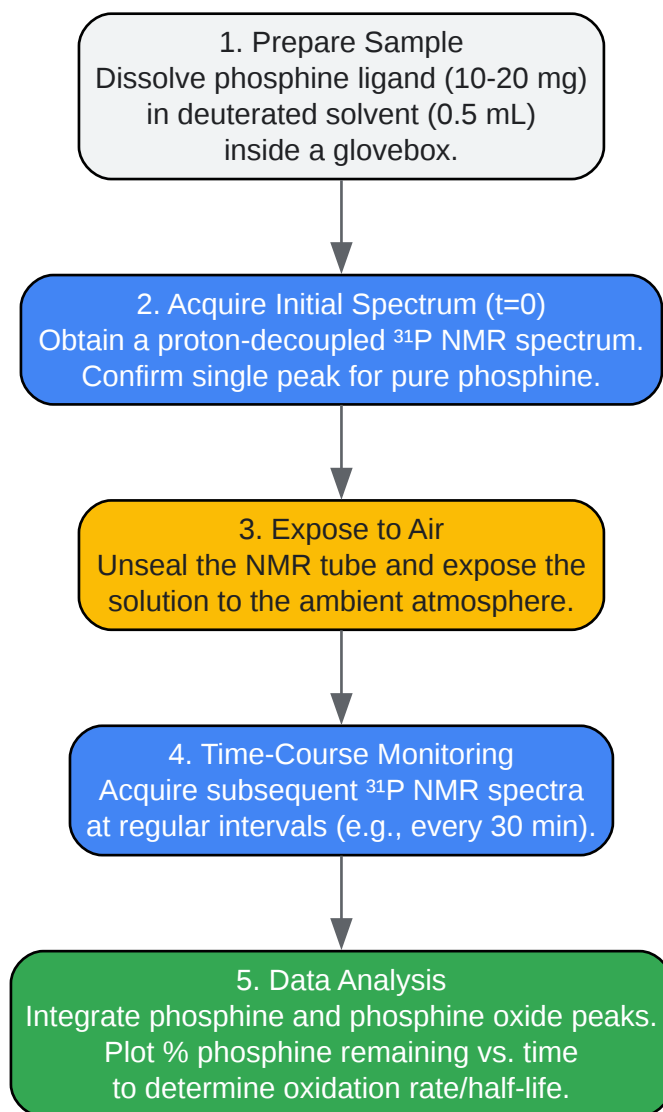 1. Prepare Sample
Dissolve phosphine ligand (10-20 mg)
in deuterated solvent (0.5 mL)
inside a glovebox.
2. Acquire Initial Spectrum (t=0)
Obtain a proton-decoupled ³¹P NMR spectrum.
Confirm single peak for pure phosphine.
3. Expose to Air
Unseal the NMR tube and expose the
solution to the ambient atmosphere.
4. Time-Course Monitoring
Acquire subsequent ³¹P NMR spectra
at regular intervals (e.g., every 30 min).
5. Data Analysis
Integrate phosphine and phosphine oxide peaks.
Plot % phosphine remaining vs. time
to determine oxidation rate/half-life.